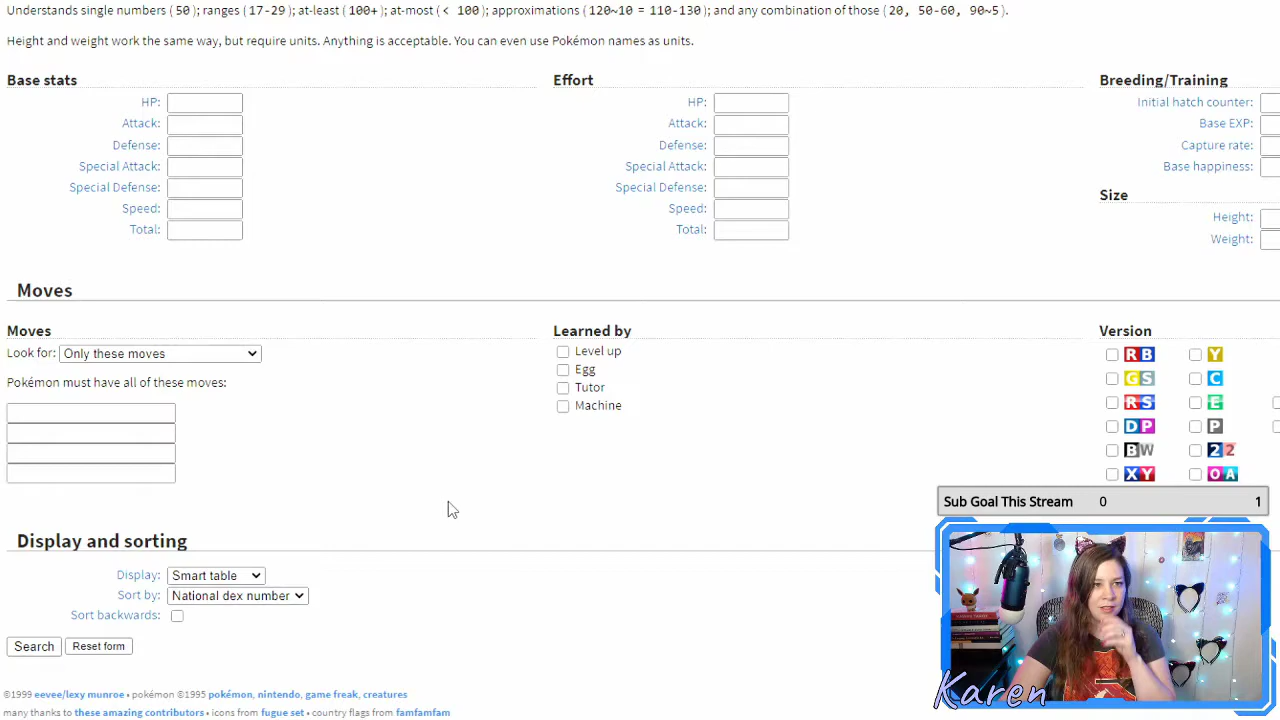 Understands single numbers (50); ranges (17-29); at-least (100+); at-most (< 100); approximations (120~10 = 110-130); and any combination of those (20, 50-60, 90~5).
Height and weight work the same way, but require units. Anything is acceptable. You can even use Pokémon names as units.
Base stats
HP:
Attack:
Defense:
Special Attack:
Special Defense:
Speed:
Total:
Effort
HP:
Attack:
Defense:
Special Attack:
Special Defense:
Speed:
Total:
Breeding/Training
Initial hatch counter:
Base EXP:
Capture rate:
Base happiness:
Size
Height:
Weight:
Moves
Moves
Look for: Only these moves
Pokémon must have all of these moves:
Learned by
Level up
Egg
Tutor
Machine
Version
RB Y
GS C
RS E
DP P
BW 22
XY OA
Sub Goal This Stream 0 1
Display and sorting
Display: Smart table
Sort by: National dex number
Sort backwards:
Search Reset form
©1999 eevee/lexy munroe • pokémon ©1995 pokémon, nintendo, game freak, creatures
many thanks to these amazing contributors • icons from fugue set • country flags from famfamfam
Karen